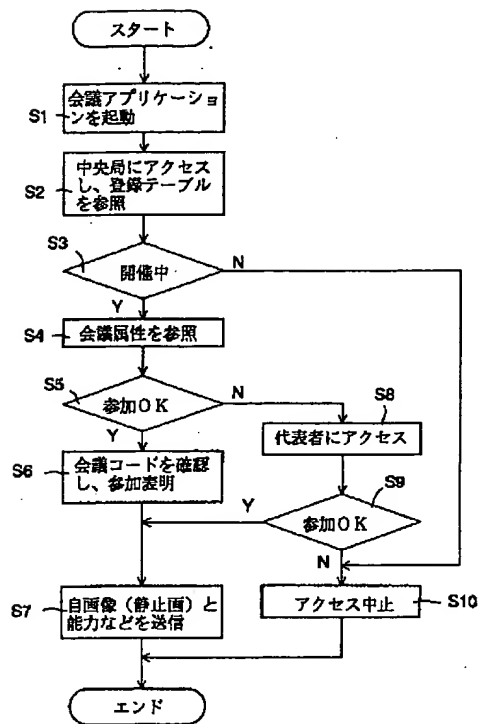 スタート
S1
会議アプリケーショ
ンを起動
S2
中央局にアクセス
し、登録テーブル
を参照
S3
開催中
N
Y
S4
会議属性を参照
S5
参加OK
N
Y
S8
代表者にアクセス
S6
会議コードを確認
し、参加表明
S9
参加OK
Y
N
S7
自画像(静止画)と
能力などを送信
アクセス中止
S10
エンド